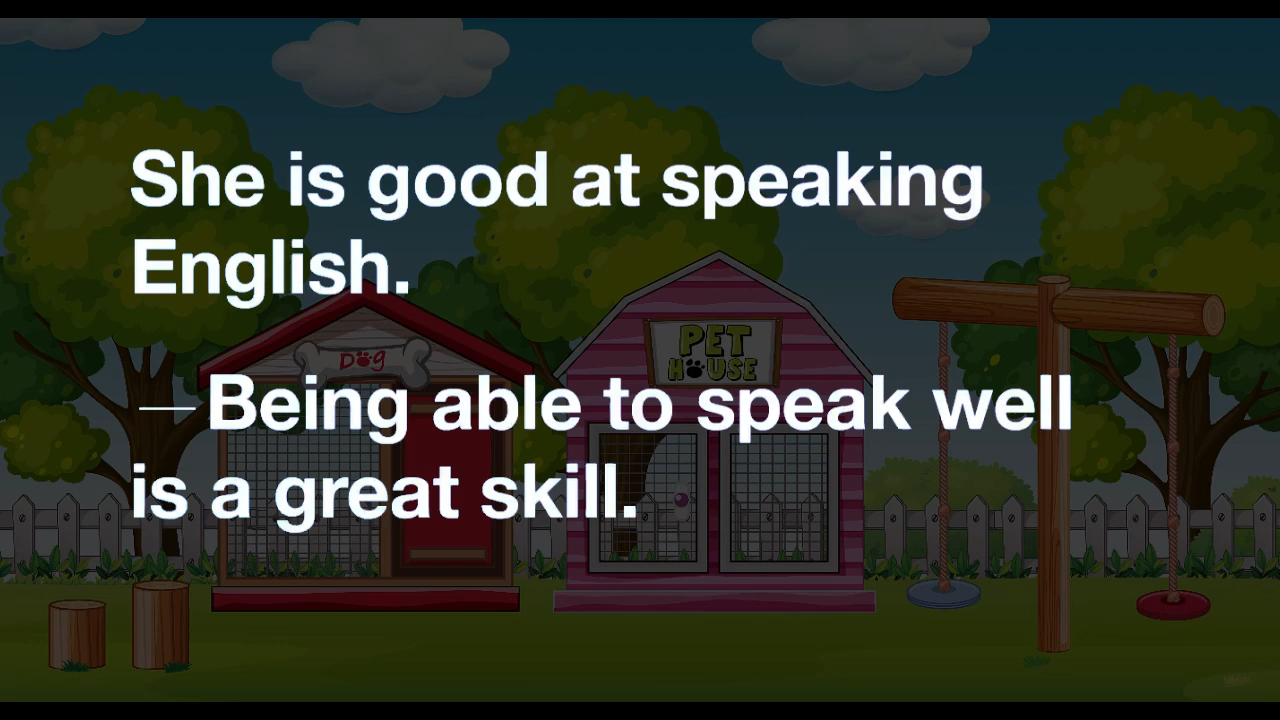 She is good at speaking
English.
Dog
PET
HOUSE
— Being able to speak well
is a great skill.